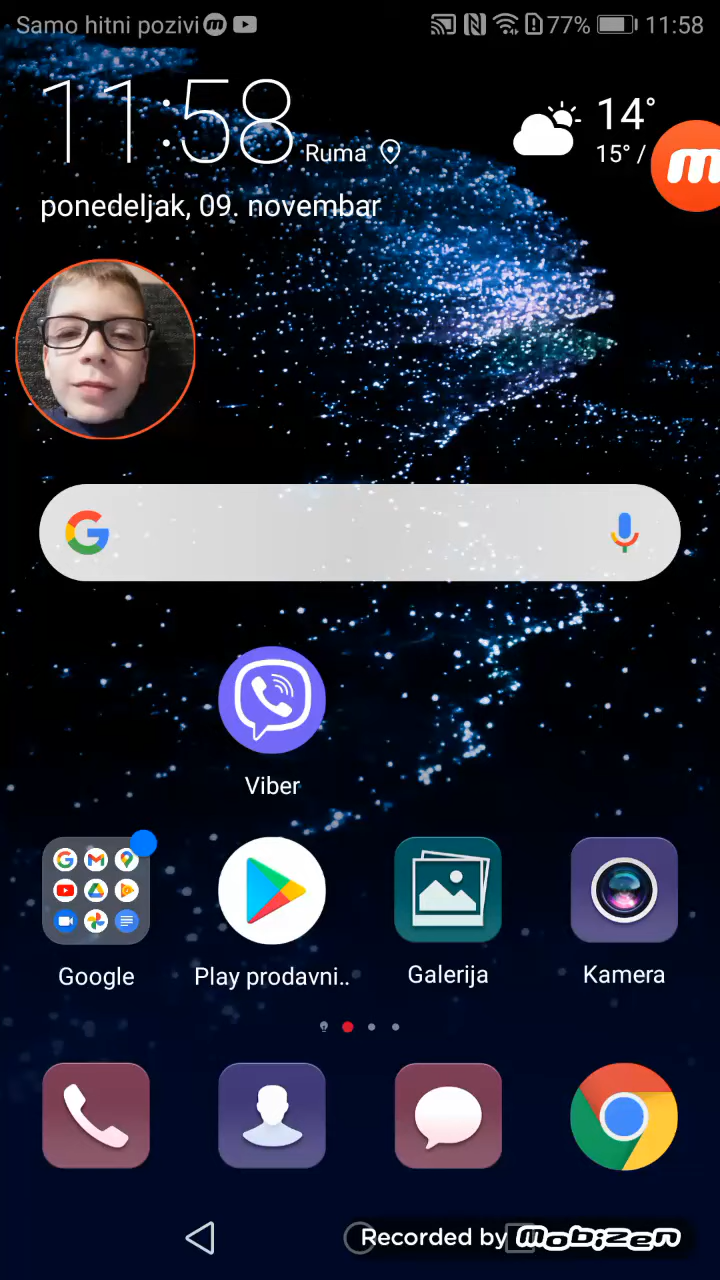 Samo hitni pozivi
77% 11:58
11:58
Ruma
14°
15° /
ponedeljak, 09. novembar
Viber
Google
Play prodavni..
Galerija
Kamera
Recorded by mobizen